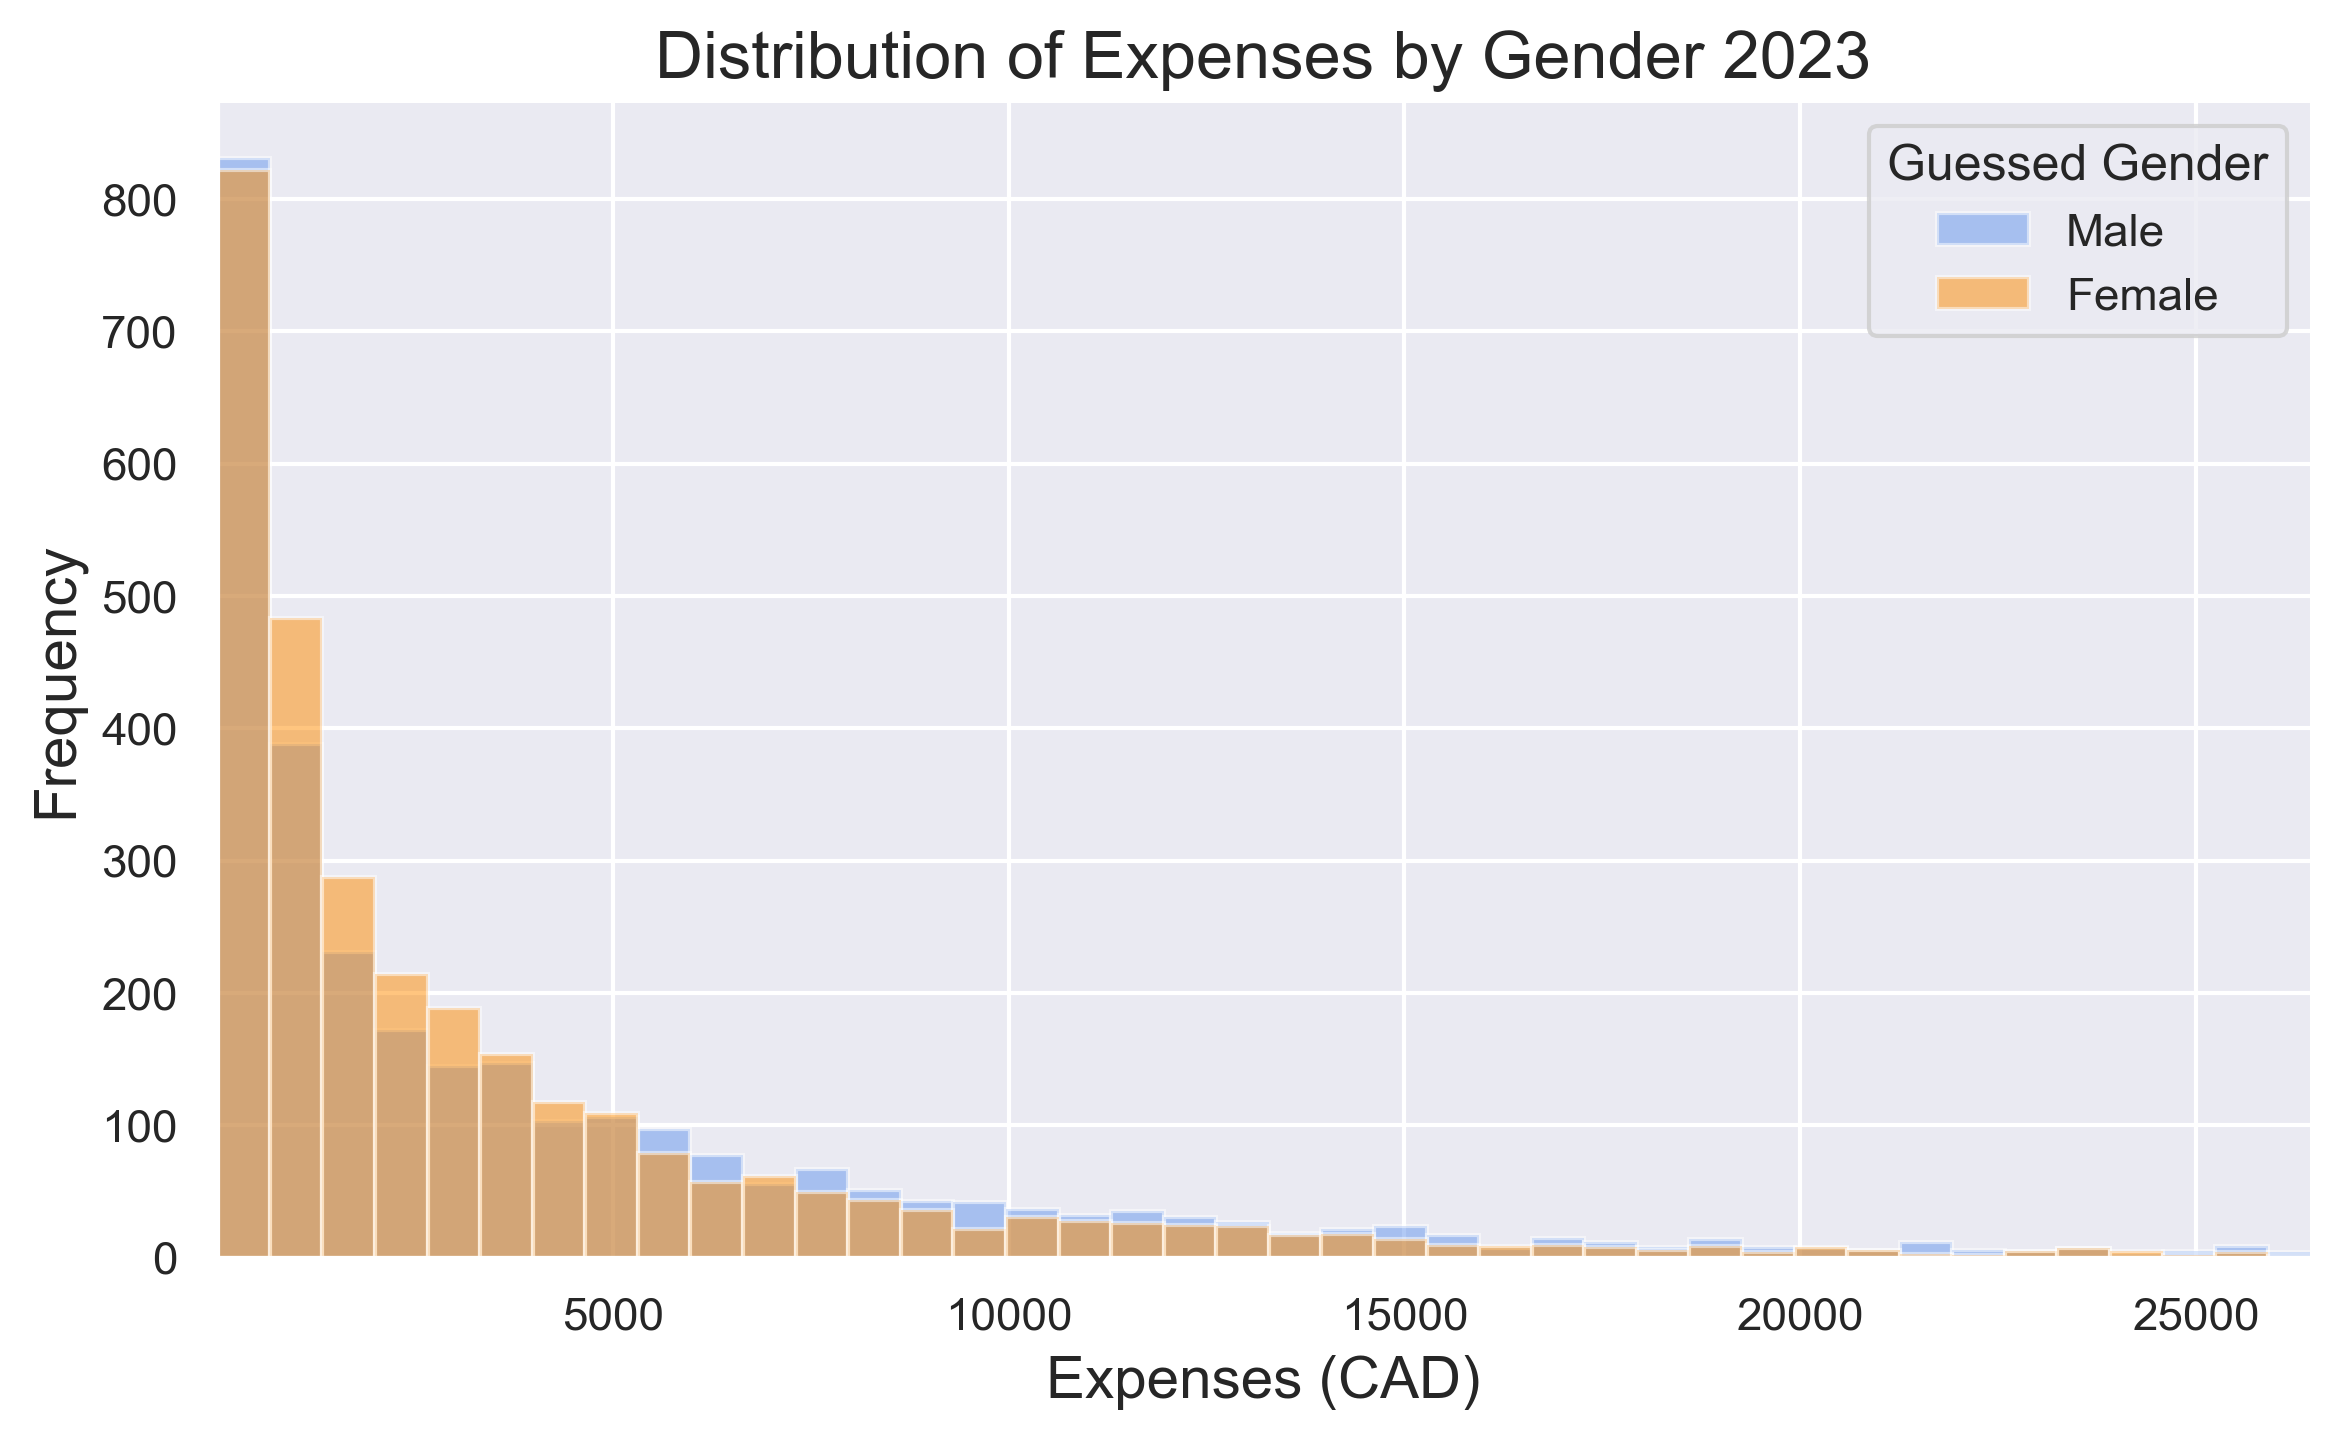 Distribution of Expenses by Gender 2023
Guessed Gender
Male
Female
Frequency
800
700
600
500
400
300
200
100
0
5000 10000 15000 20000 25000
Expenses (CAD)